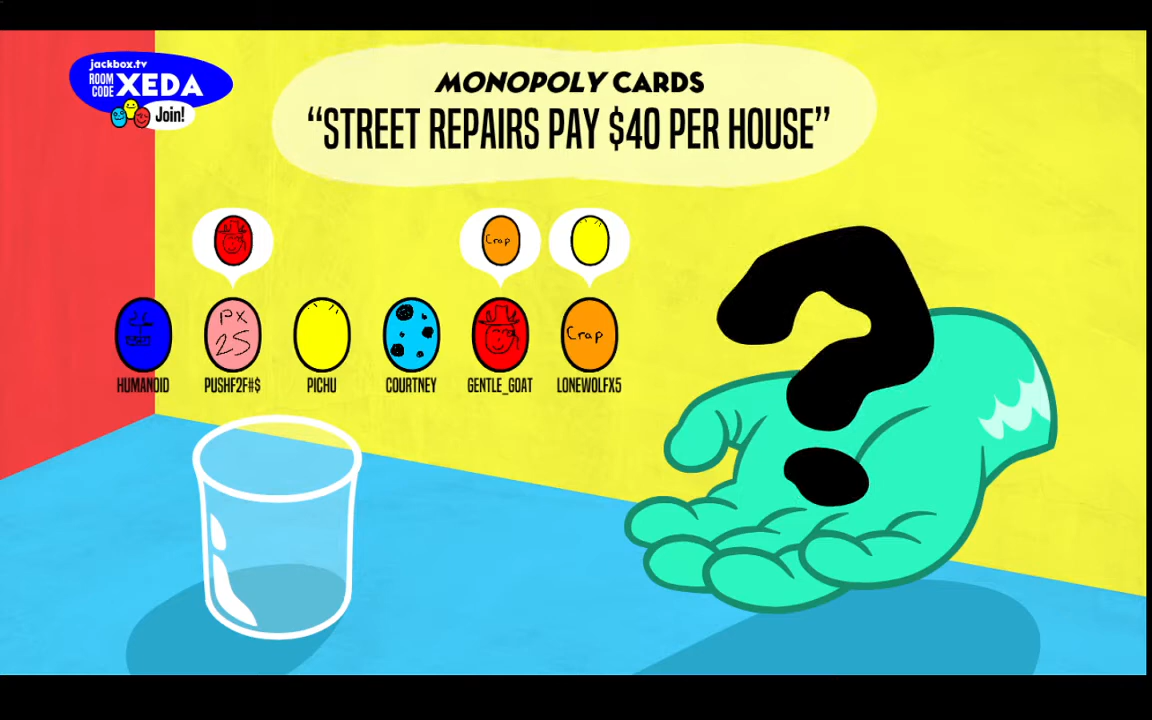 jackbox.tv
ROOM
CODE
XEDA
Join!
MONOPOLY CARDS
“STREET REPAIRS PAY $40 PER HOUSE”
Crap
PX
25
Crap
HUMANOID
PUSHF2F#$
PICHU
COURTNEY
GENTLE_GOAT
LONEWOLFX5